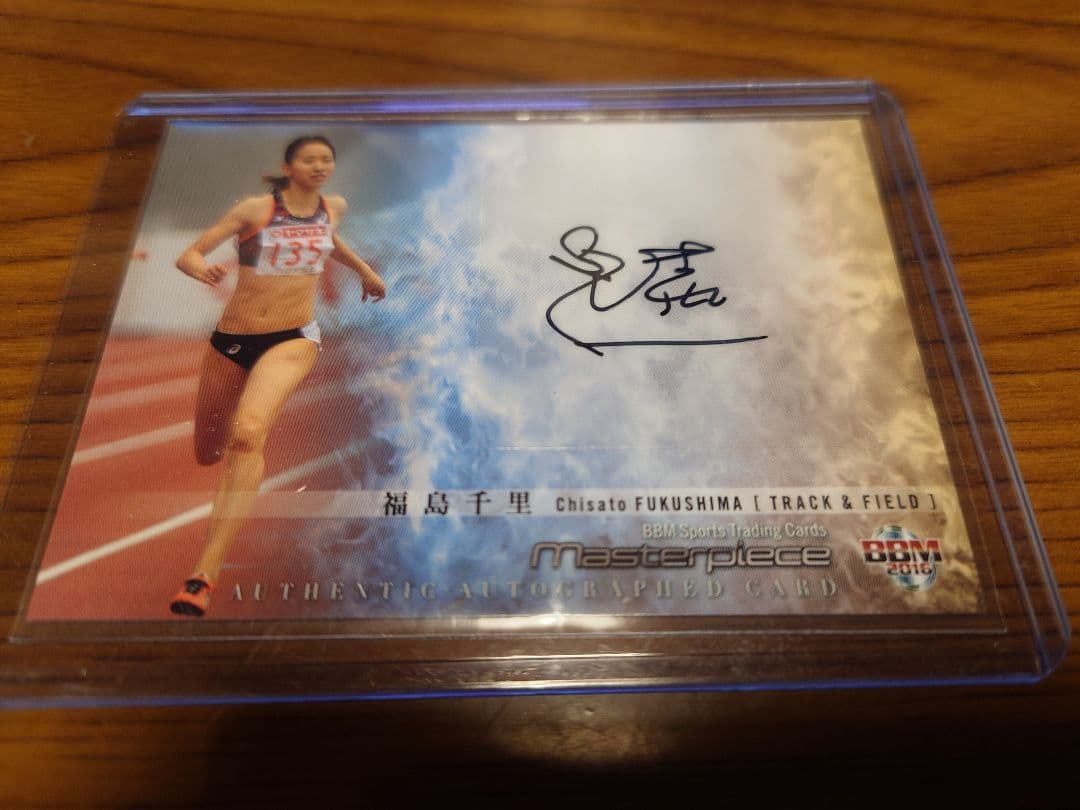 135
福島千里 Chisato FUKUSHIMA [ TRACK & FIELD ]
BBM Sports Trading Cards
Masterpiece
BBM
2016
AUTHENTIC AUTOGRAPHED CARD